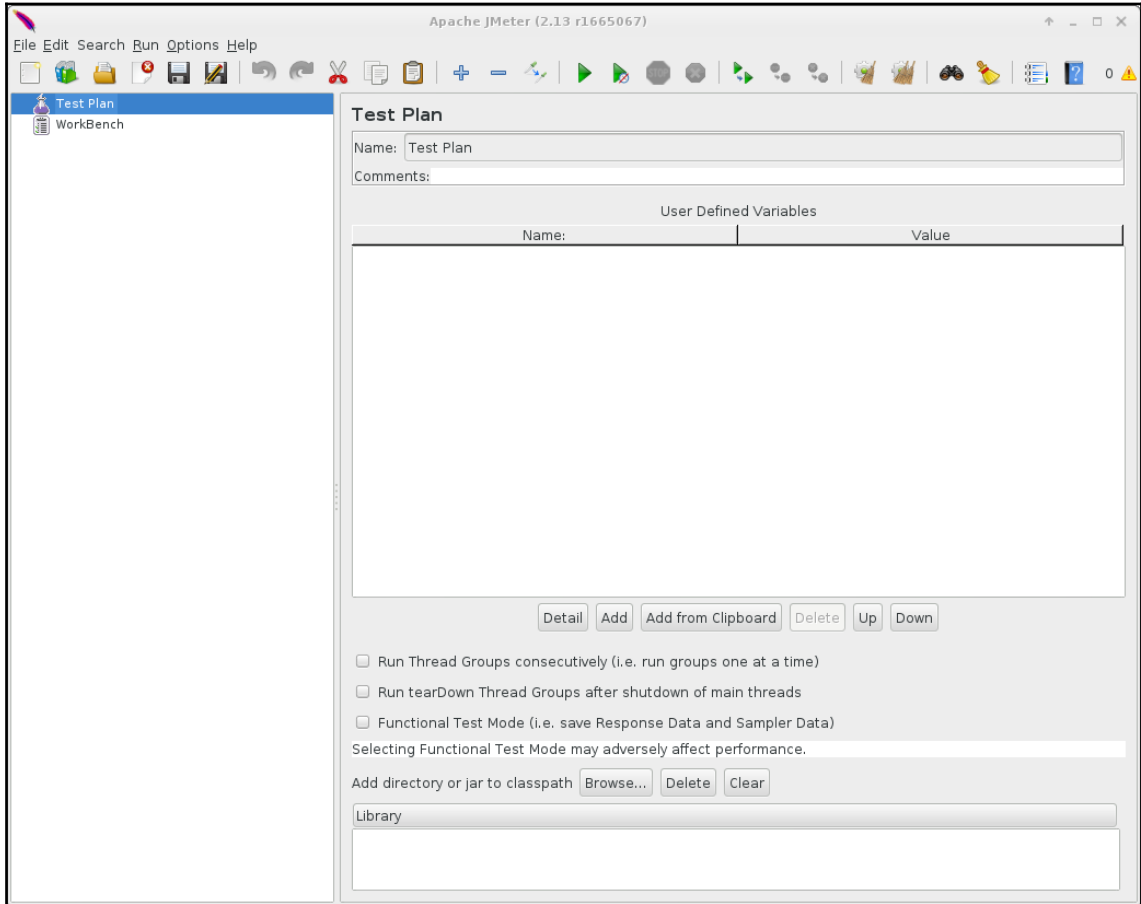 Apache JMeter (2.13 r1665067)
File Edit Search Run Options Help
STOP 0
Test Plan
WorkBench
Test Plan
Name: Test Plan
Comments:
User Defined Variables
Name: Value
Detail Add Add from Clipboard Delete Up Down
Run Thread Groups consecutively (i.e. run groups one at a time)
Run tearDown Thread Groups after shutdown of main threads
Functional Test Mode (i.e. save Response Data and Sampler Data)
Selecting Functional Test Mode may adversely affect performance.
Add directory or jar to classpath Browse... Delete Clear
Library